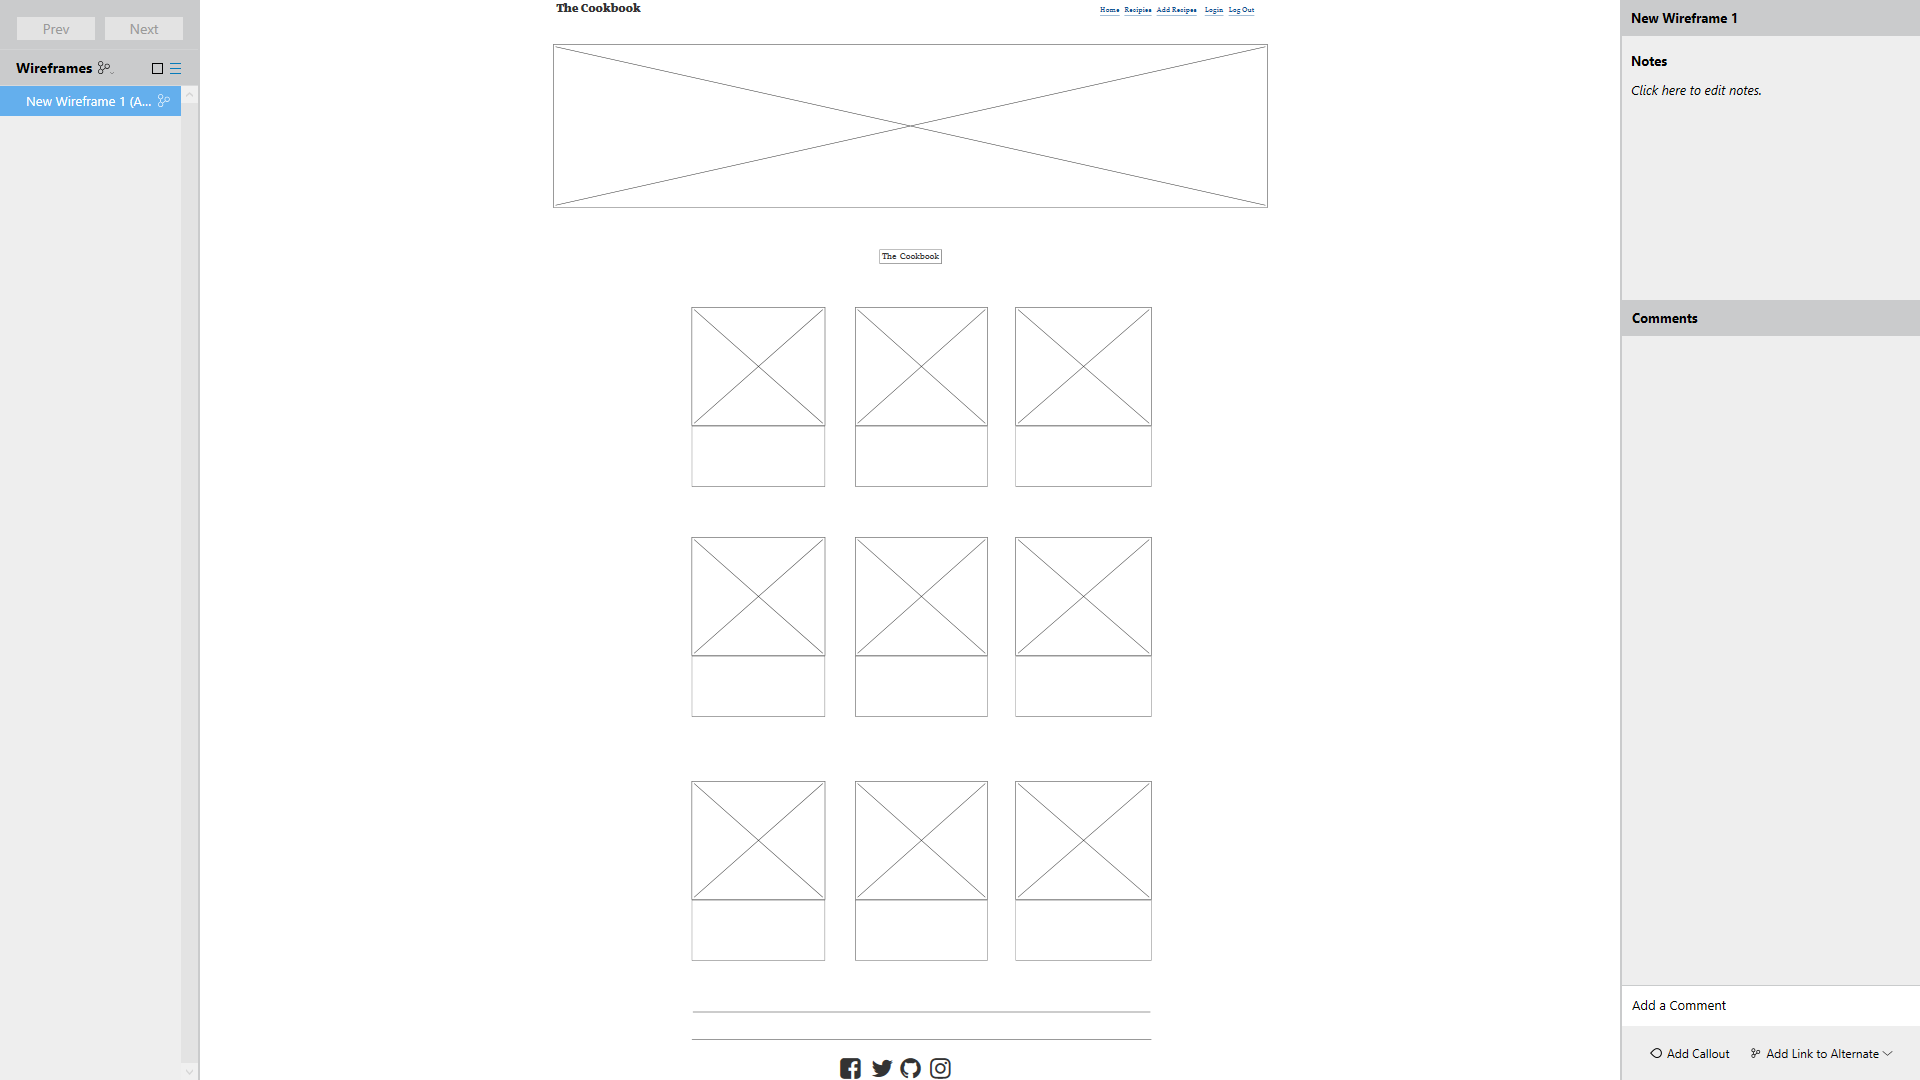 Prev Next
Wireframes
New Wireframe 1 (A...
The Cookbook
Home Recipies Add Recipes Login Log Out
The Cookbook
New Wireframe 1
Notes
Click here to edit notes.
Comments
Add a Comment
Add Callout Add Link to Alternate